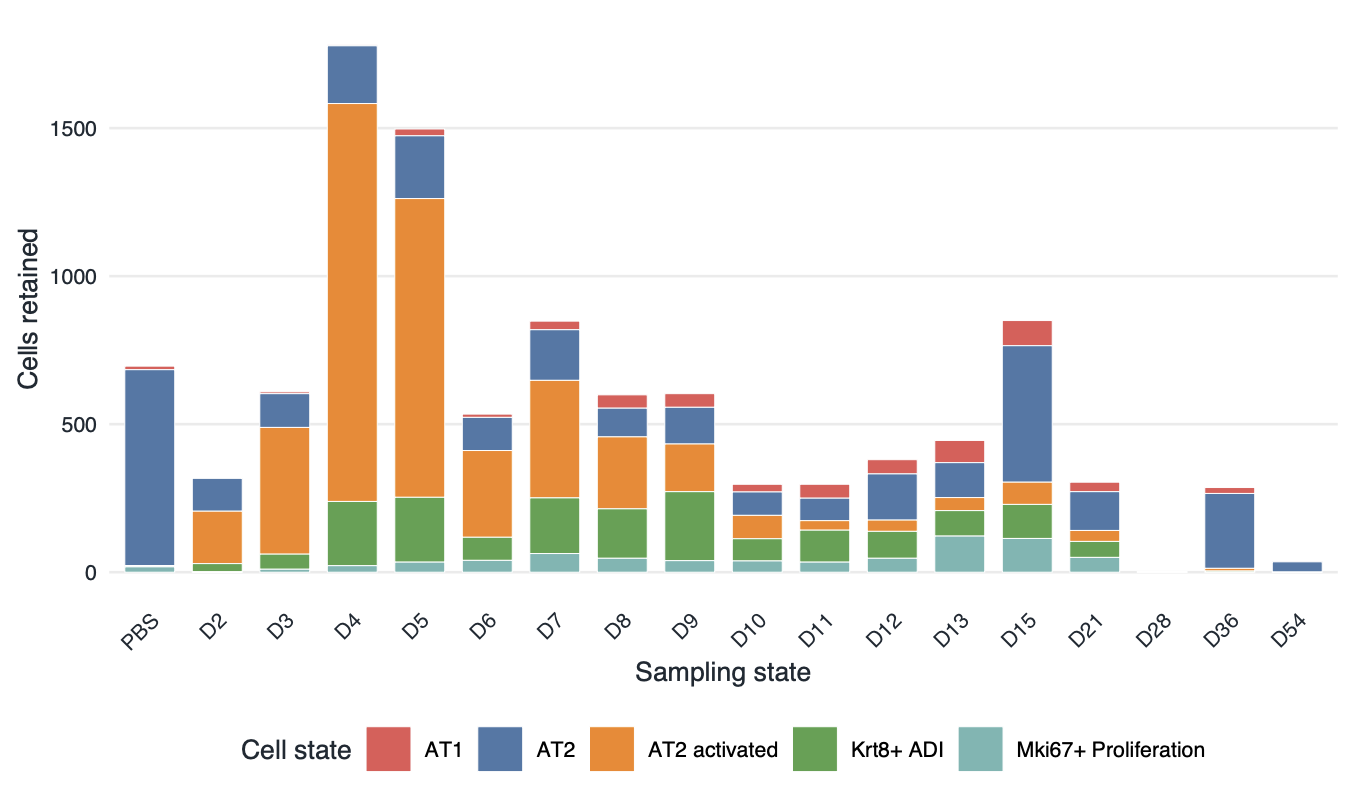 Cells retained
1500
1000
500
0
PBS D2 D3 D4 D5 D6 D7 D8 D9 D10 D11 D12 D13 D15 D21 D28 D36 D54
Sampling state
Cell state AT1 AT2 AT2 activated Krt8+ ADI Mki67+ Proliferation